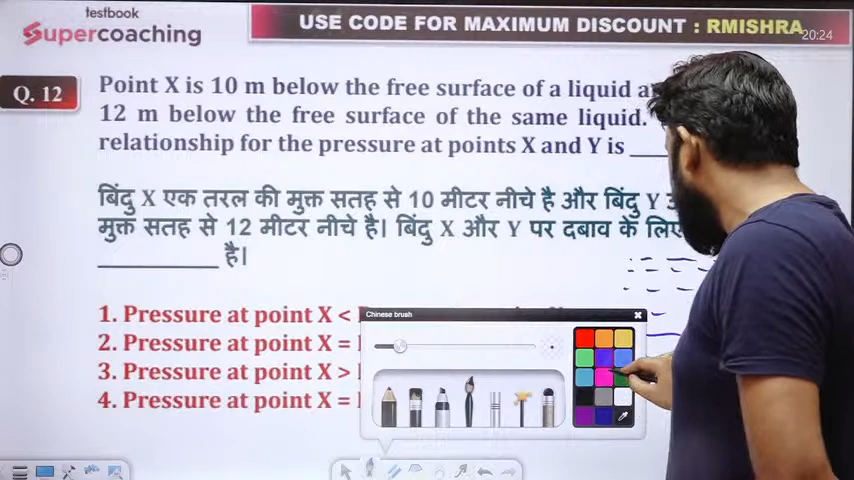 testbook
Supercoaching
USE CODE FOR MAXIMUM DISCOUNT : RMISHRA
20:24
Q. 12
Point X is 10 m below the free surface of a liquid
12 m below the free surface of the same liquid.
relationship for the pressure at points X and Y is ___
बिंदु X एक तरल की मुक्त सतह से 10 मीटर नीचे है और बिंदु Y
मुक्त सतह से 12 मीटर नीचे है। बिंदु X और Y पर दबाव के लिए
__________ है।
1. Pressure at point X <
2. Pressure at point X =
3. Pressure at point X >
4. Pressure at point X =
Chinese brush